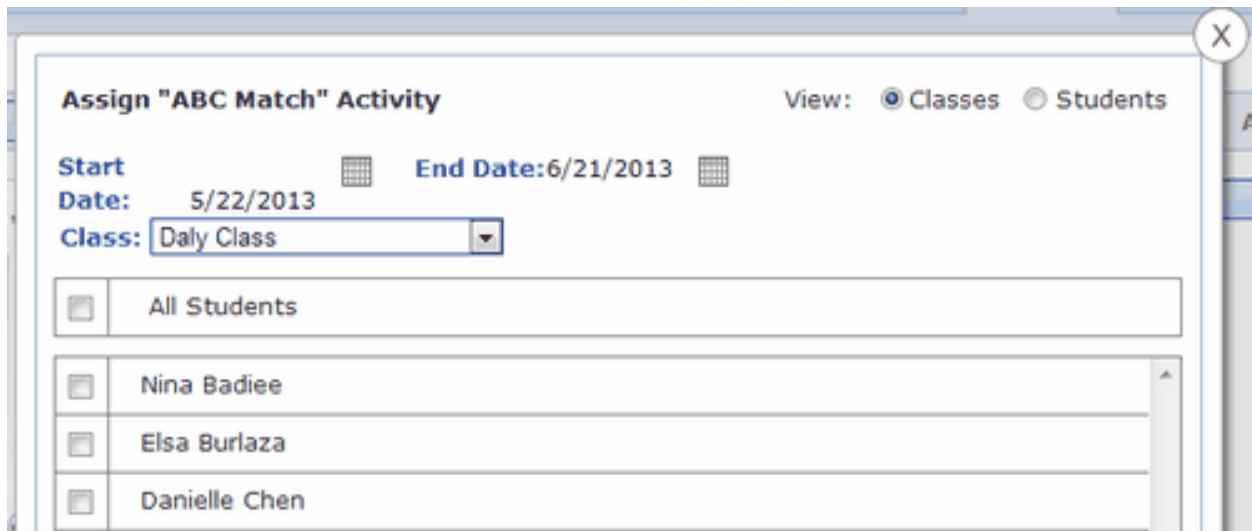 X
Assign "ABC Match" Activity View: Classes Students
Start End Date:6/21/2013
Date: 5/22/2013
Class: Daly Class
All Students
Nina Badiee
Elsa Burlaza
Danielle Chen